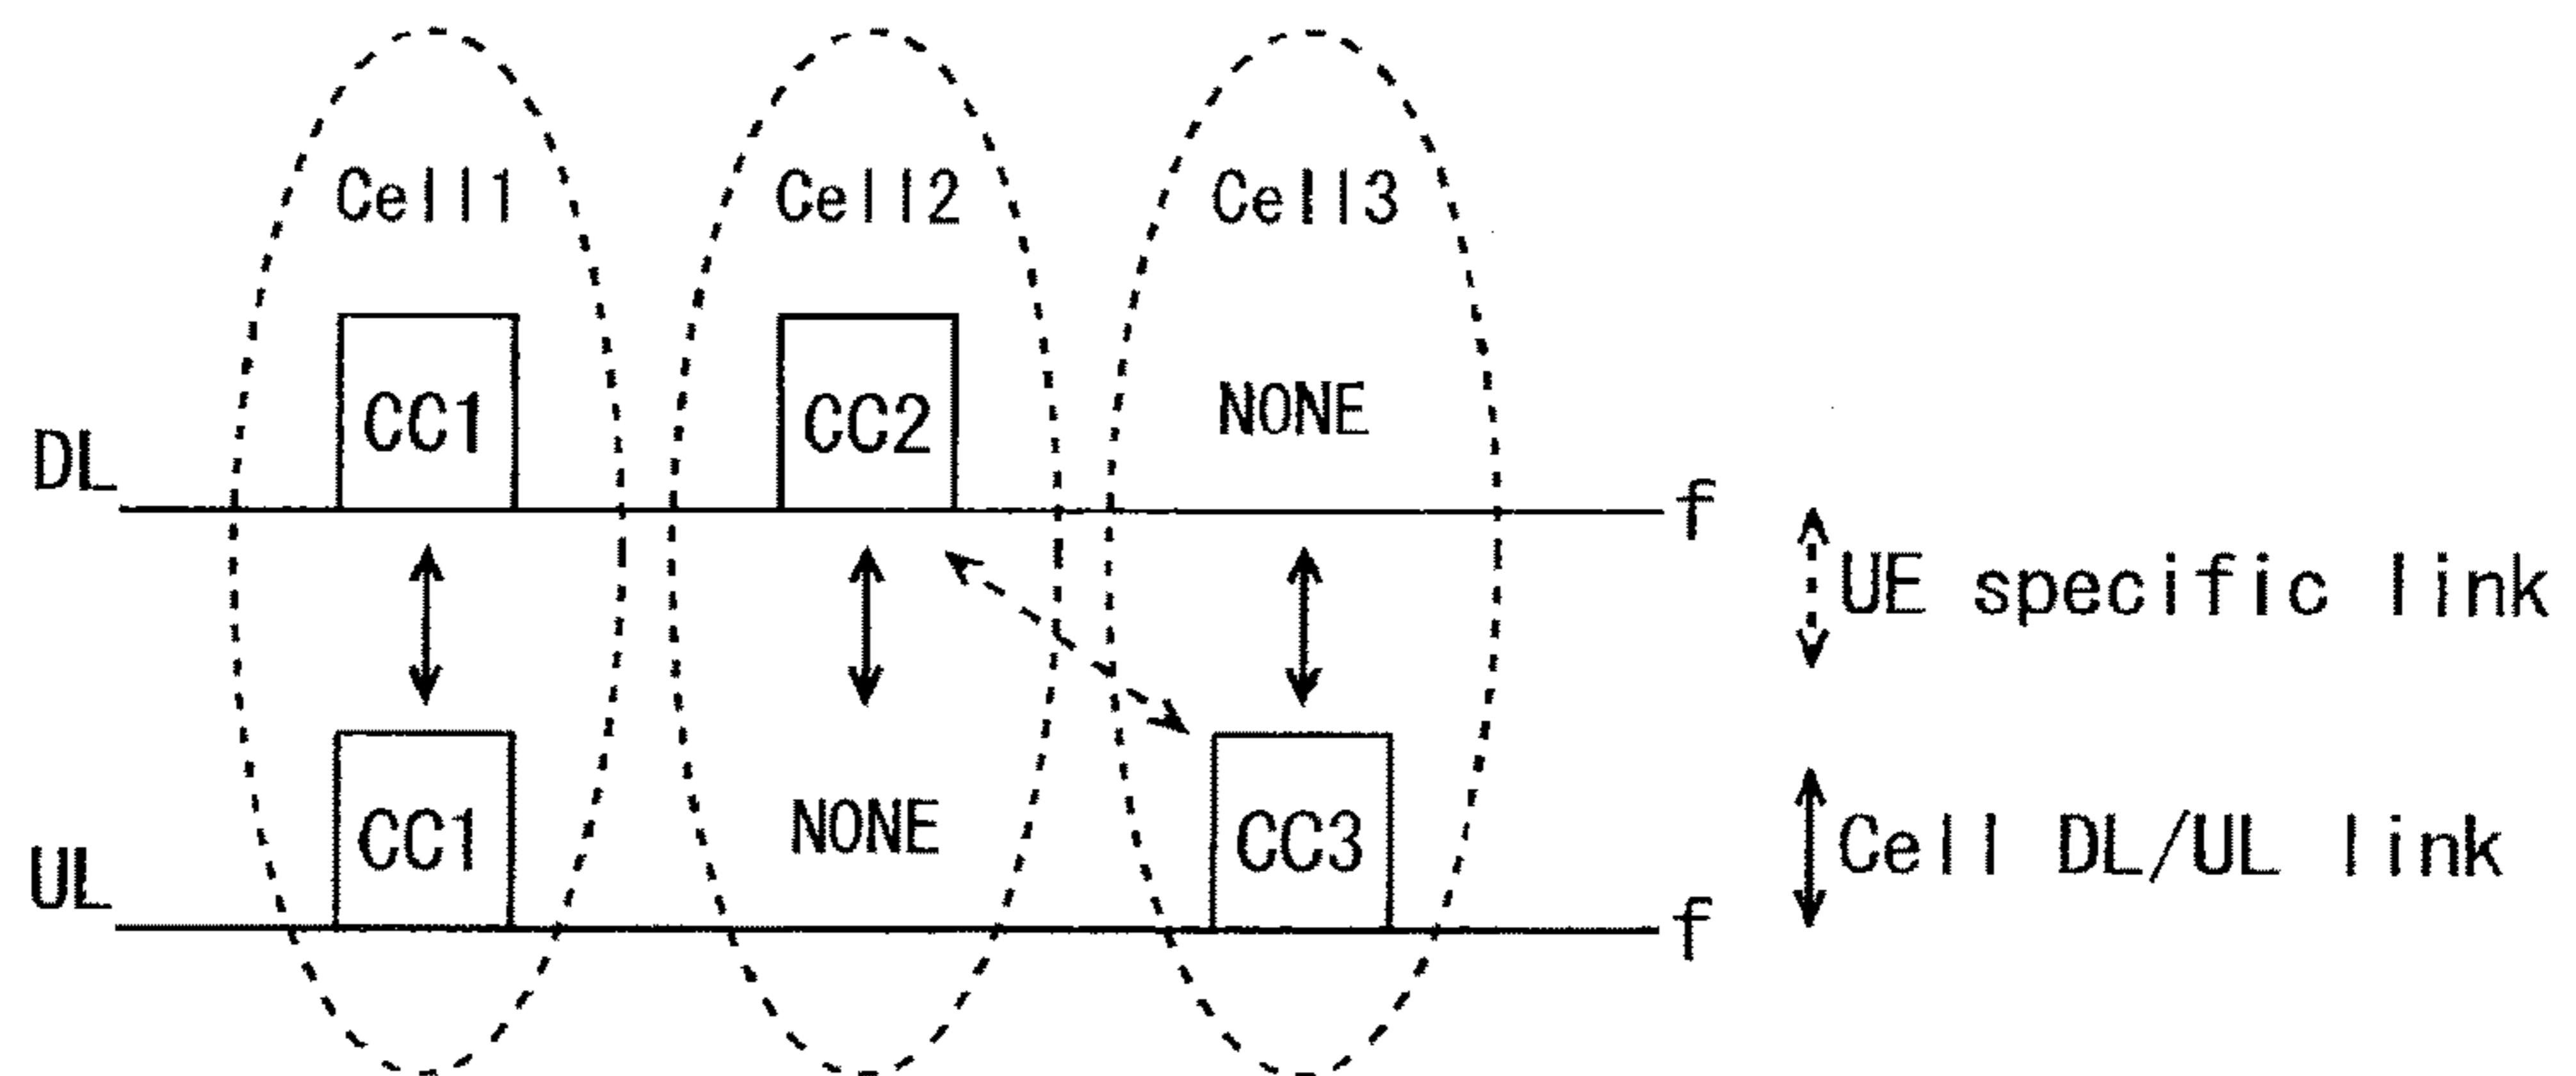 Cell1 Cell2 Cell3
CC1 CC2 NONE
DL f
UE specific link
CC1 NONE CC3
Cell DL/UL link
UL f